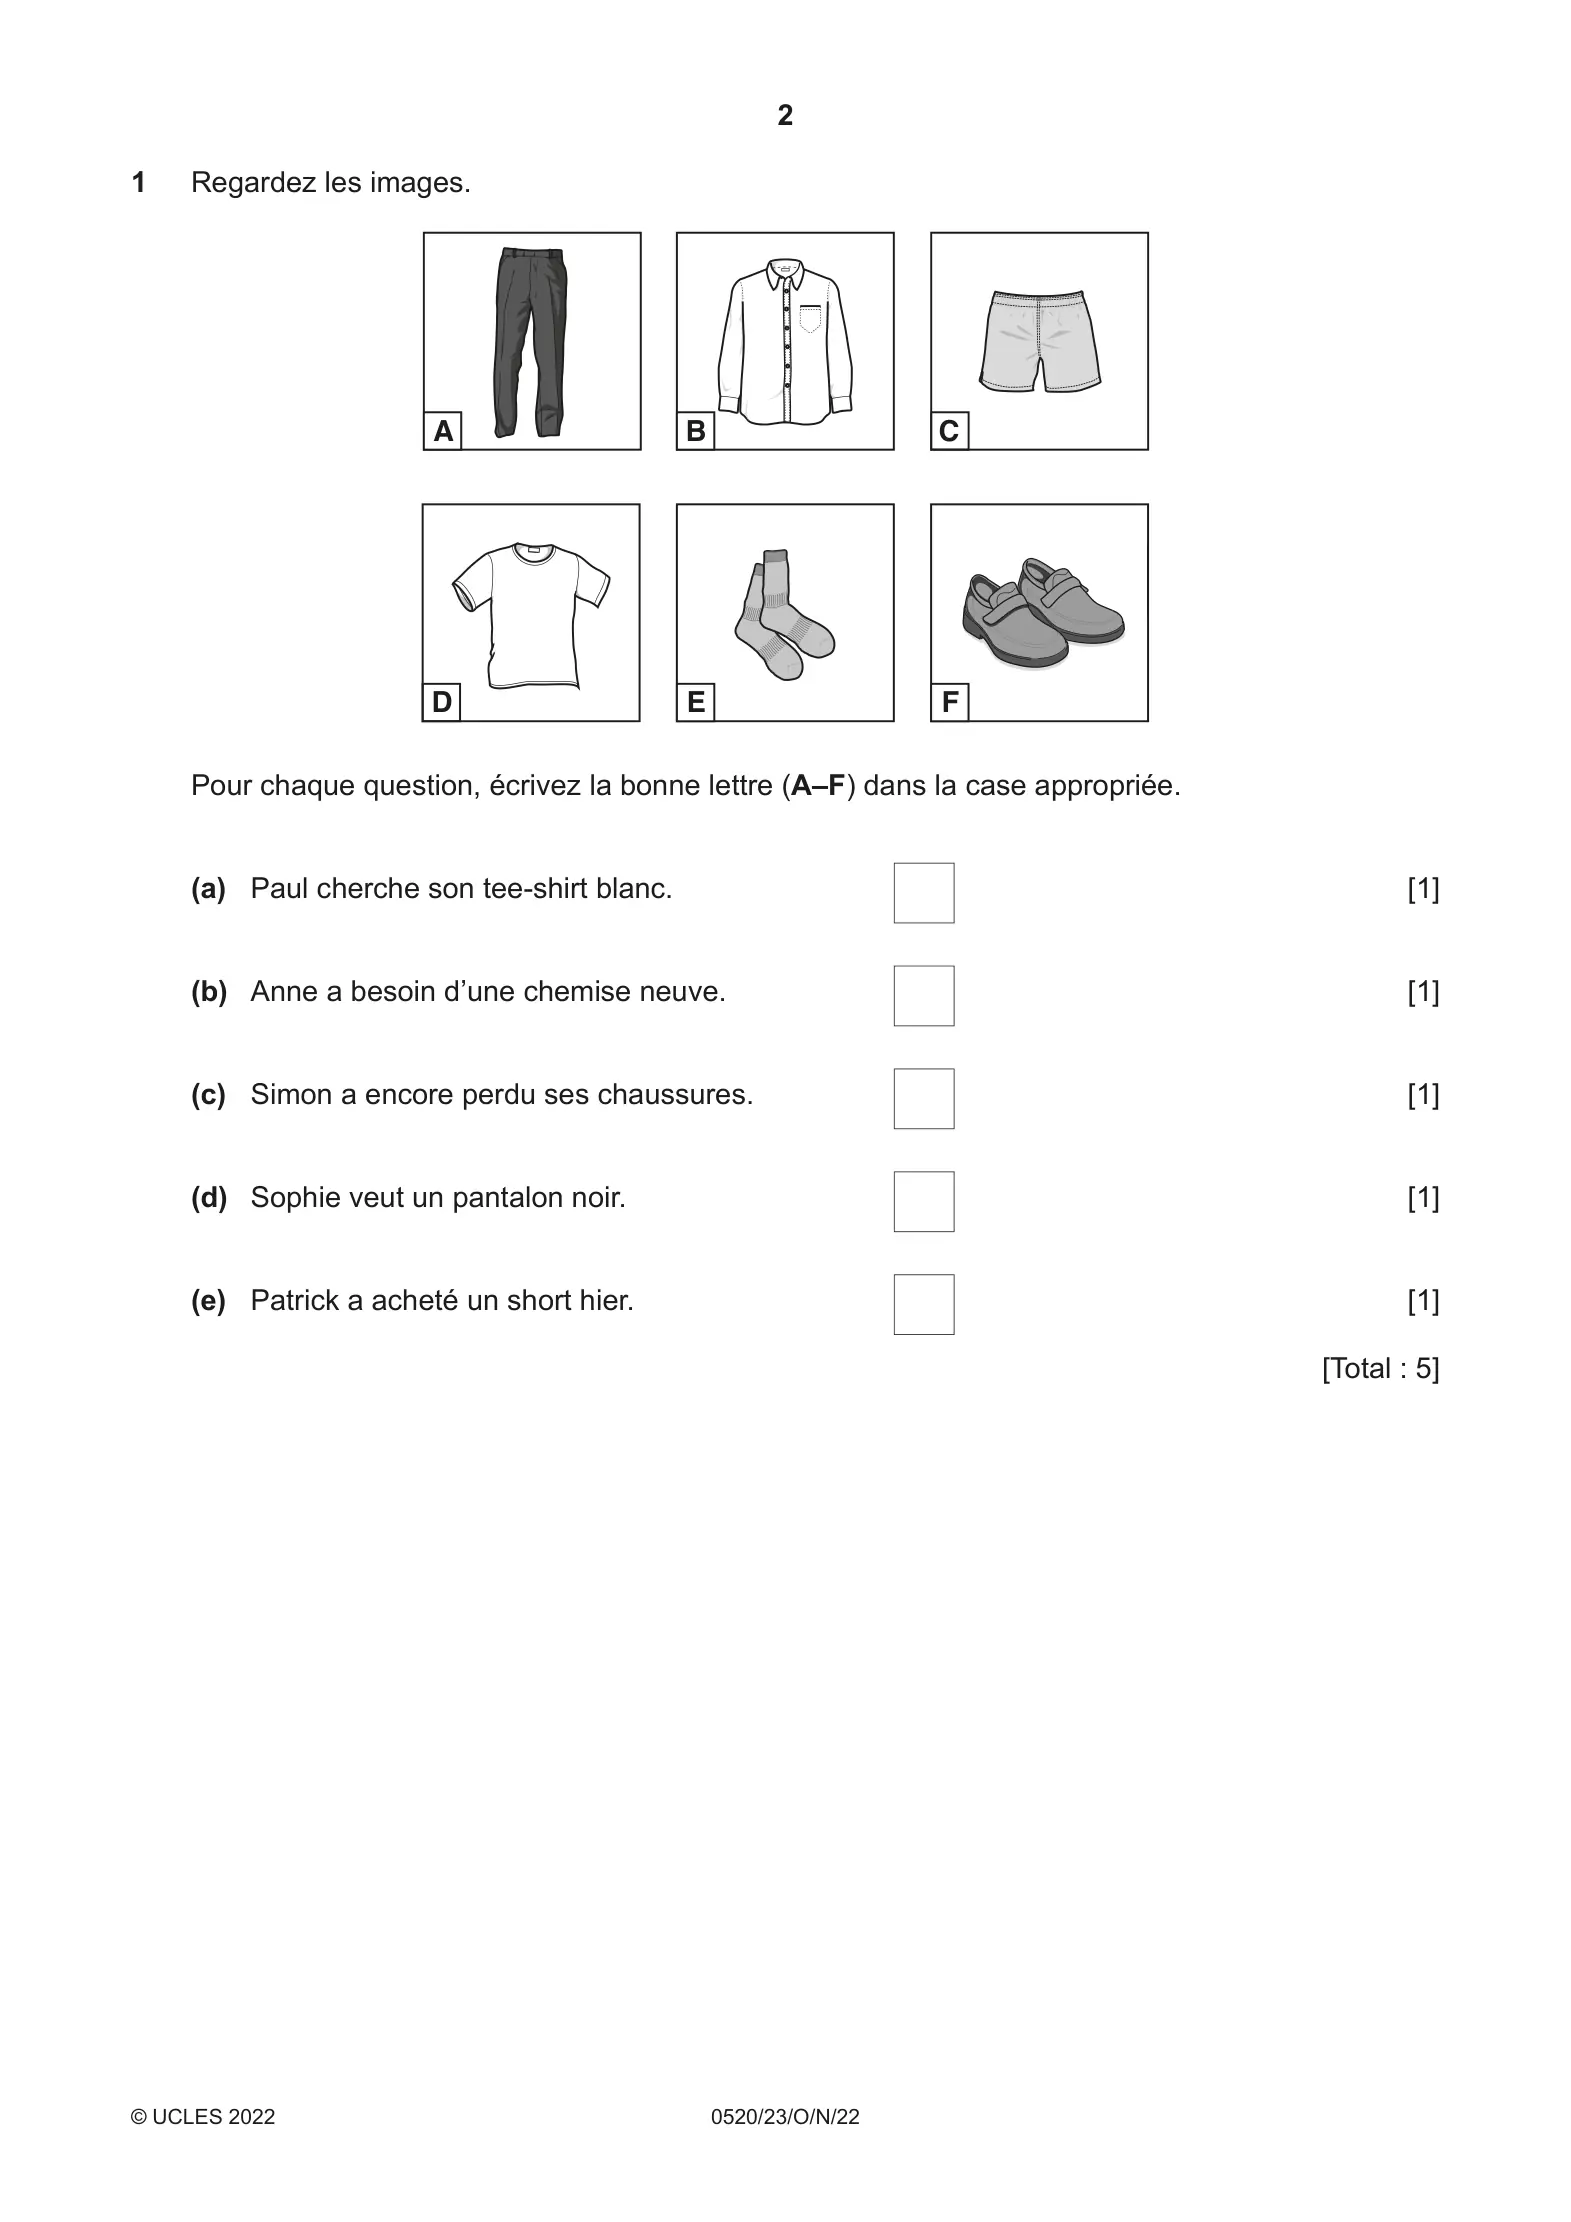 2
1 Regardez les images.
A B C
D E F
Pour chaque question, écrivez la bonne lettre (A–F) dans la case appropriée.
(a) Paul cherche son tee-shirt blanc. [1]
(b) Anne a besoin d’une chemise neuve. [1]
(c) Simon a encore perdu ses chaussures. [1]
(d) Sophie veut un pantalon noir. [1]
(e) Patrick a acheté un short hier. [1]
[Total : 5]
© UCLES 2022 0520/23/O/N/22